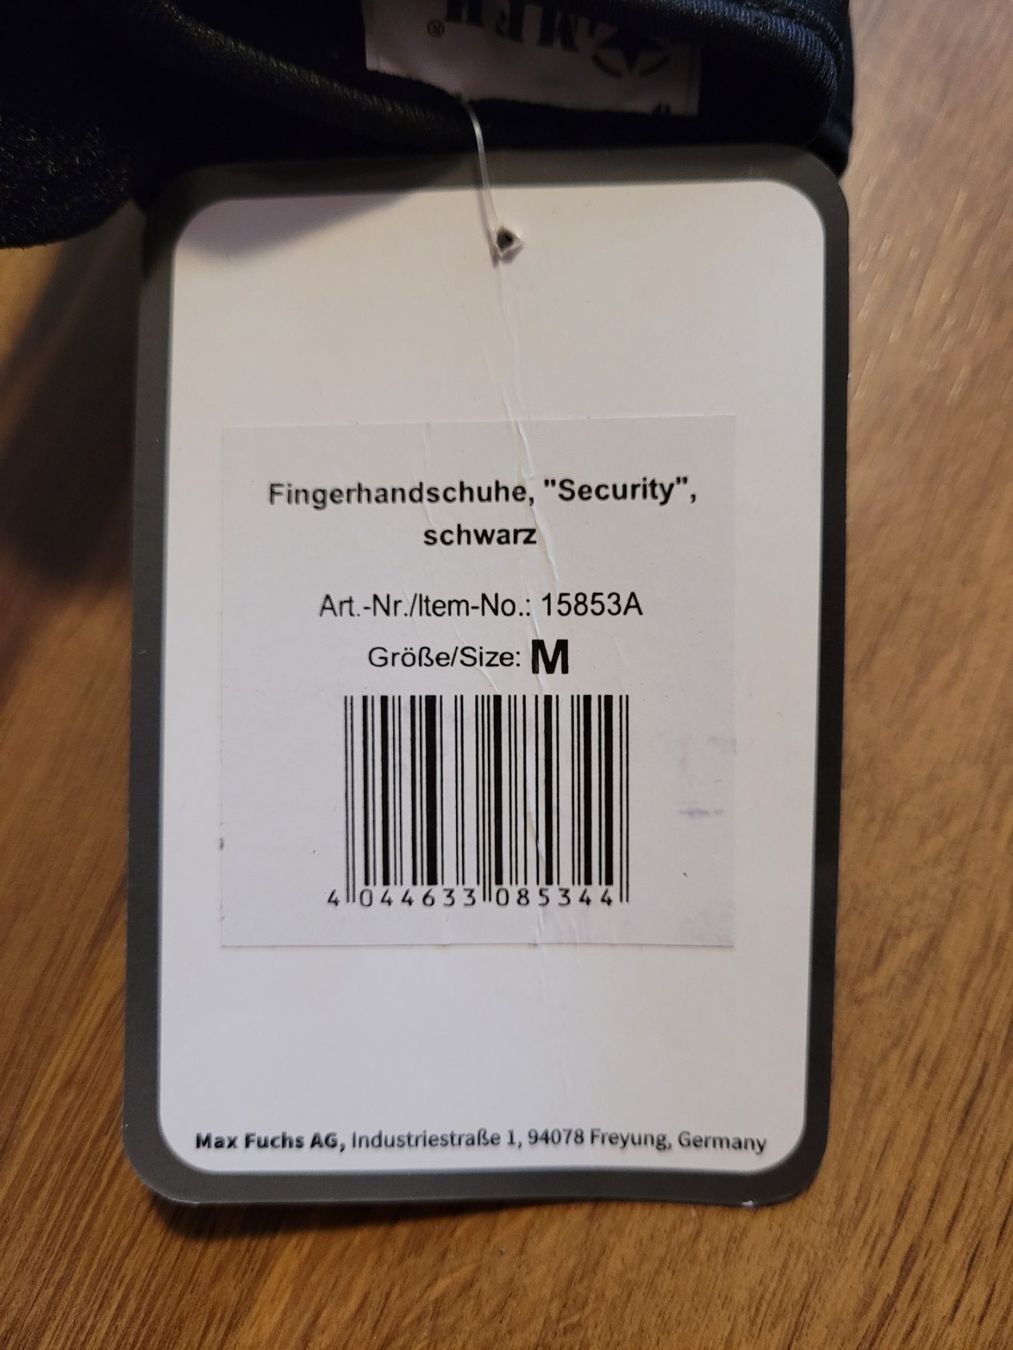 MFH
®
Fingerhandschuhe, "Security",
schwarz
Art.-Nr./Item-No.: 15853A
Größe/Size: M
4 044633 085344
Max Fuchs AG, Industriestraße 1, 94078 Freyung, Germany